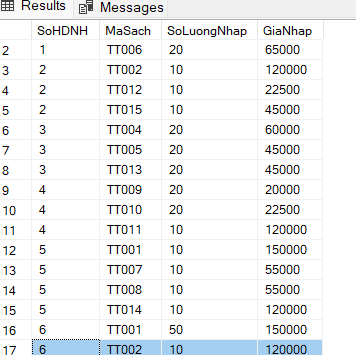 Results Messages
SoHDNH MaSach SoLuongNhap GiaNhap
2 1 TT006 20 65000
3 2 TT002 10 120000
4 2 TT012 10 22500
5 2 TT015 10 45000
6 3 TT004 20 60000
7 3 TT005 20 45000
8 3 TT013 20 45000
9 4 TT009 20 20000
10 4 TT010 20 22500
11 4 TT011 10 120000
12 5 TT001 10 150000
13 5 TT007 10 55000
14 5 TT008 10 55000
15 5 TT014 10 120000
16 6 TT001 50 150000
17 6 TT002 10 120000